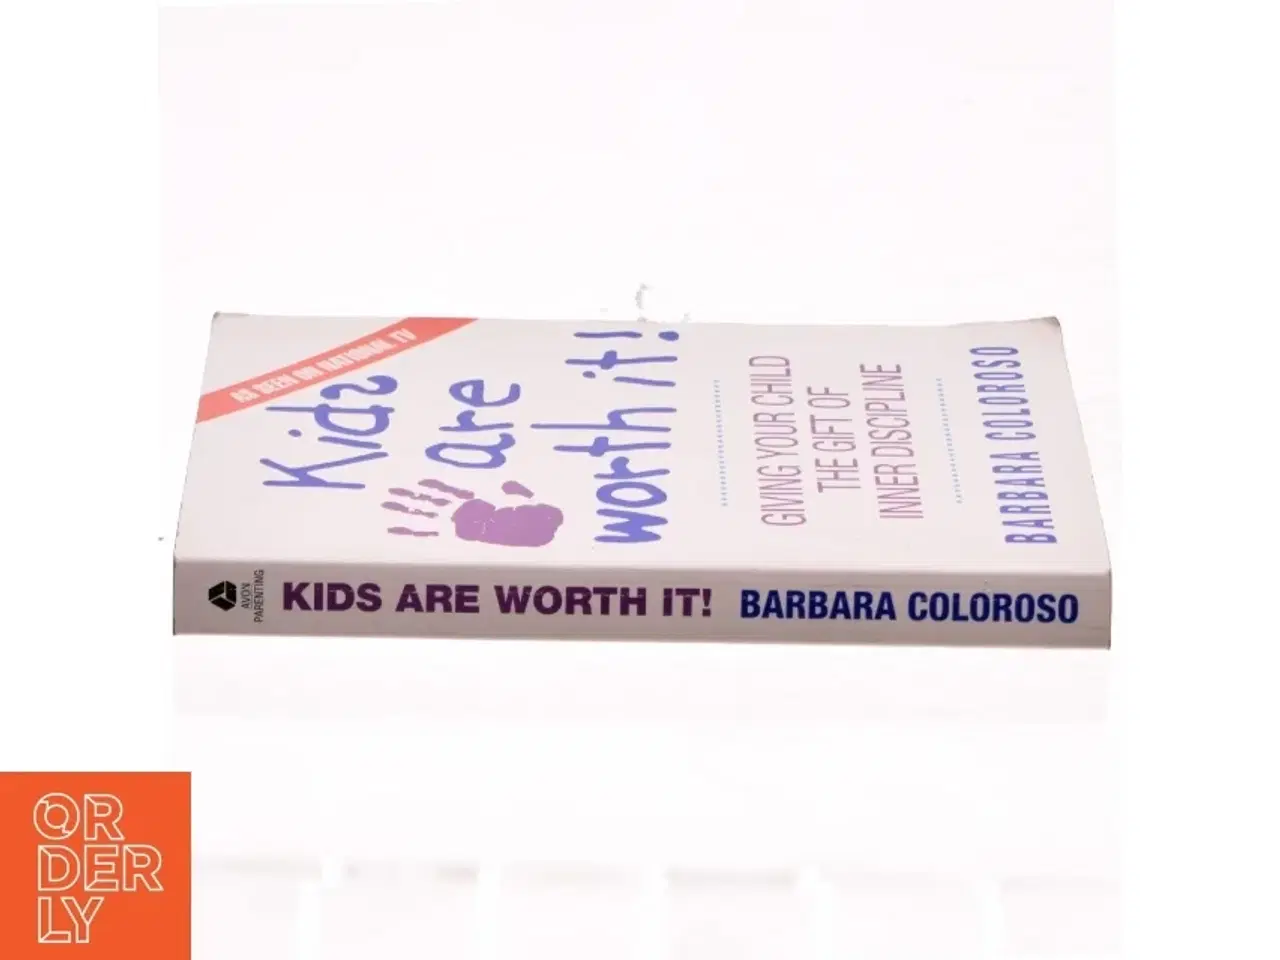 AS SEEN ON NATIONAL TV
Kids
are
worth it!
GIVING YOUR CHILD
THE GIFT OF
INNER DISCIPLINE
BARBARA COLOROSO
AVON
PARENTING
KIDS ARE WORTH IT! BARBARA COLOROSO
OR
DER
LY